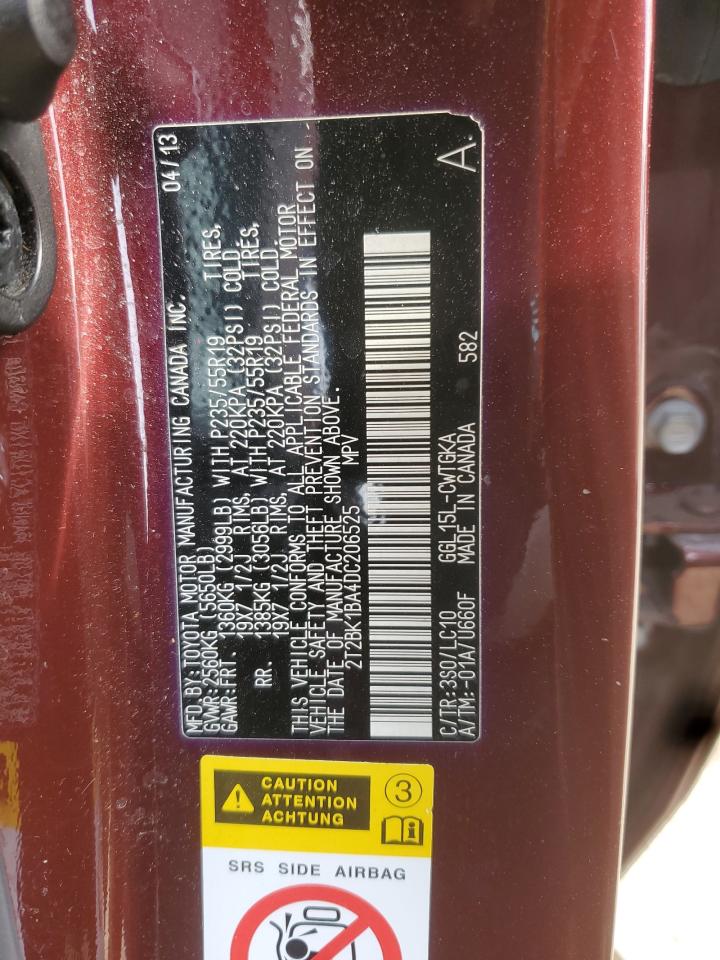 MFD.BY:TOYOTA MOTOR MANUFACTURING CANADA INC. 04/13
GVWR:2560KG(5650LB)
GAWR:FRT. 1360KG(2999LB) WITH P235/55R19 TIRES,
19X7 1/2J RIMS, AT 220KPA(32PSI) COLD
RR. 1385KG(3056LB) WITH P235/55R19 TIRES,
19X7 1/2J RIMS, AT 220KPA(32PSI) COLD.
THIS VEHICLE CONFORMS TO ALL APPLICABLE FEDERAL MOTOR
VEHICLE SAFETY AND THEFT PREVENTION STANDARDS IN EFFECT ON
THE DATE OF MANUFACTURE SHOWN ABOVE.
2T2BK1BA4DC206525 MPV
C/TR:3S0/LC10 GGL15L-CWTGKA
A/TM:-01A/U660F MADE IN CANADA 582 A.
CAUTION
ATTENTION
ACHTUNG
3
SRS SIDE AIRBAG